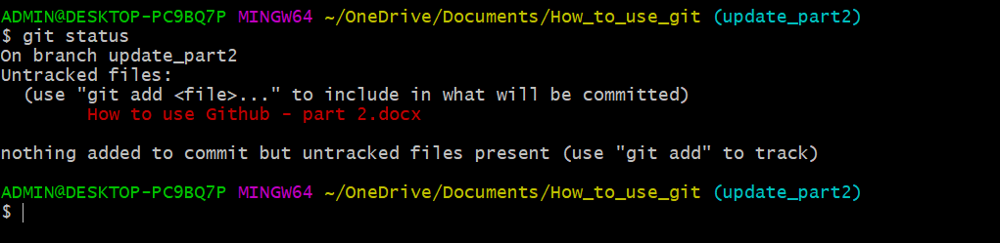 ADMIN@DESKTOP-PC9BQ7P MINGW64 ~/OneDrive/Documents/How_to_use_git (update_part2)
$ git status
On branch update_part2
Untracked files:
  (use "git add <file>..." to include in what will be committed)
        How to use Github - part 2.docx

nothing added to commit but untracked files present (use "git add" to track)

ADMIN@DESKTOP-PC9BQ7P MINGW64 ~/OneDrive/Documents/How_to_use_git (update_part2)
$